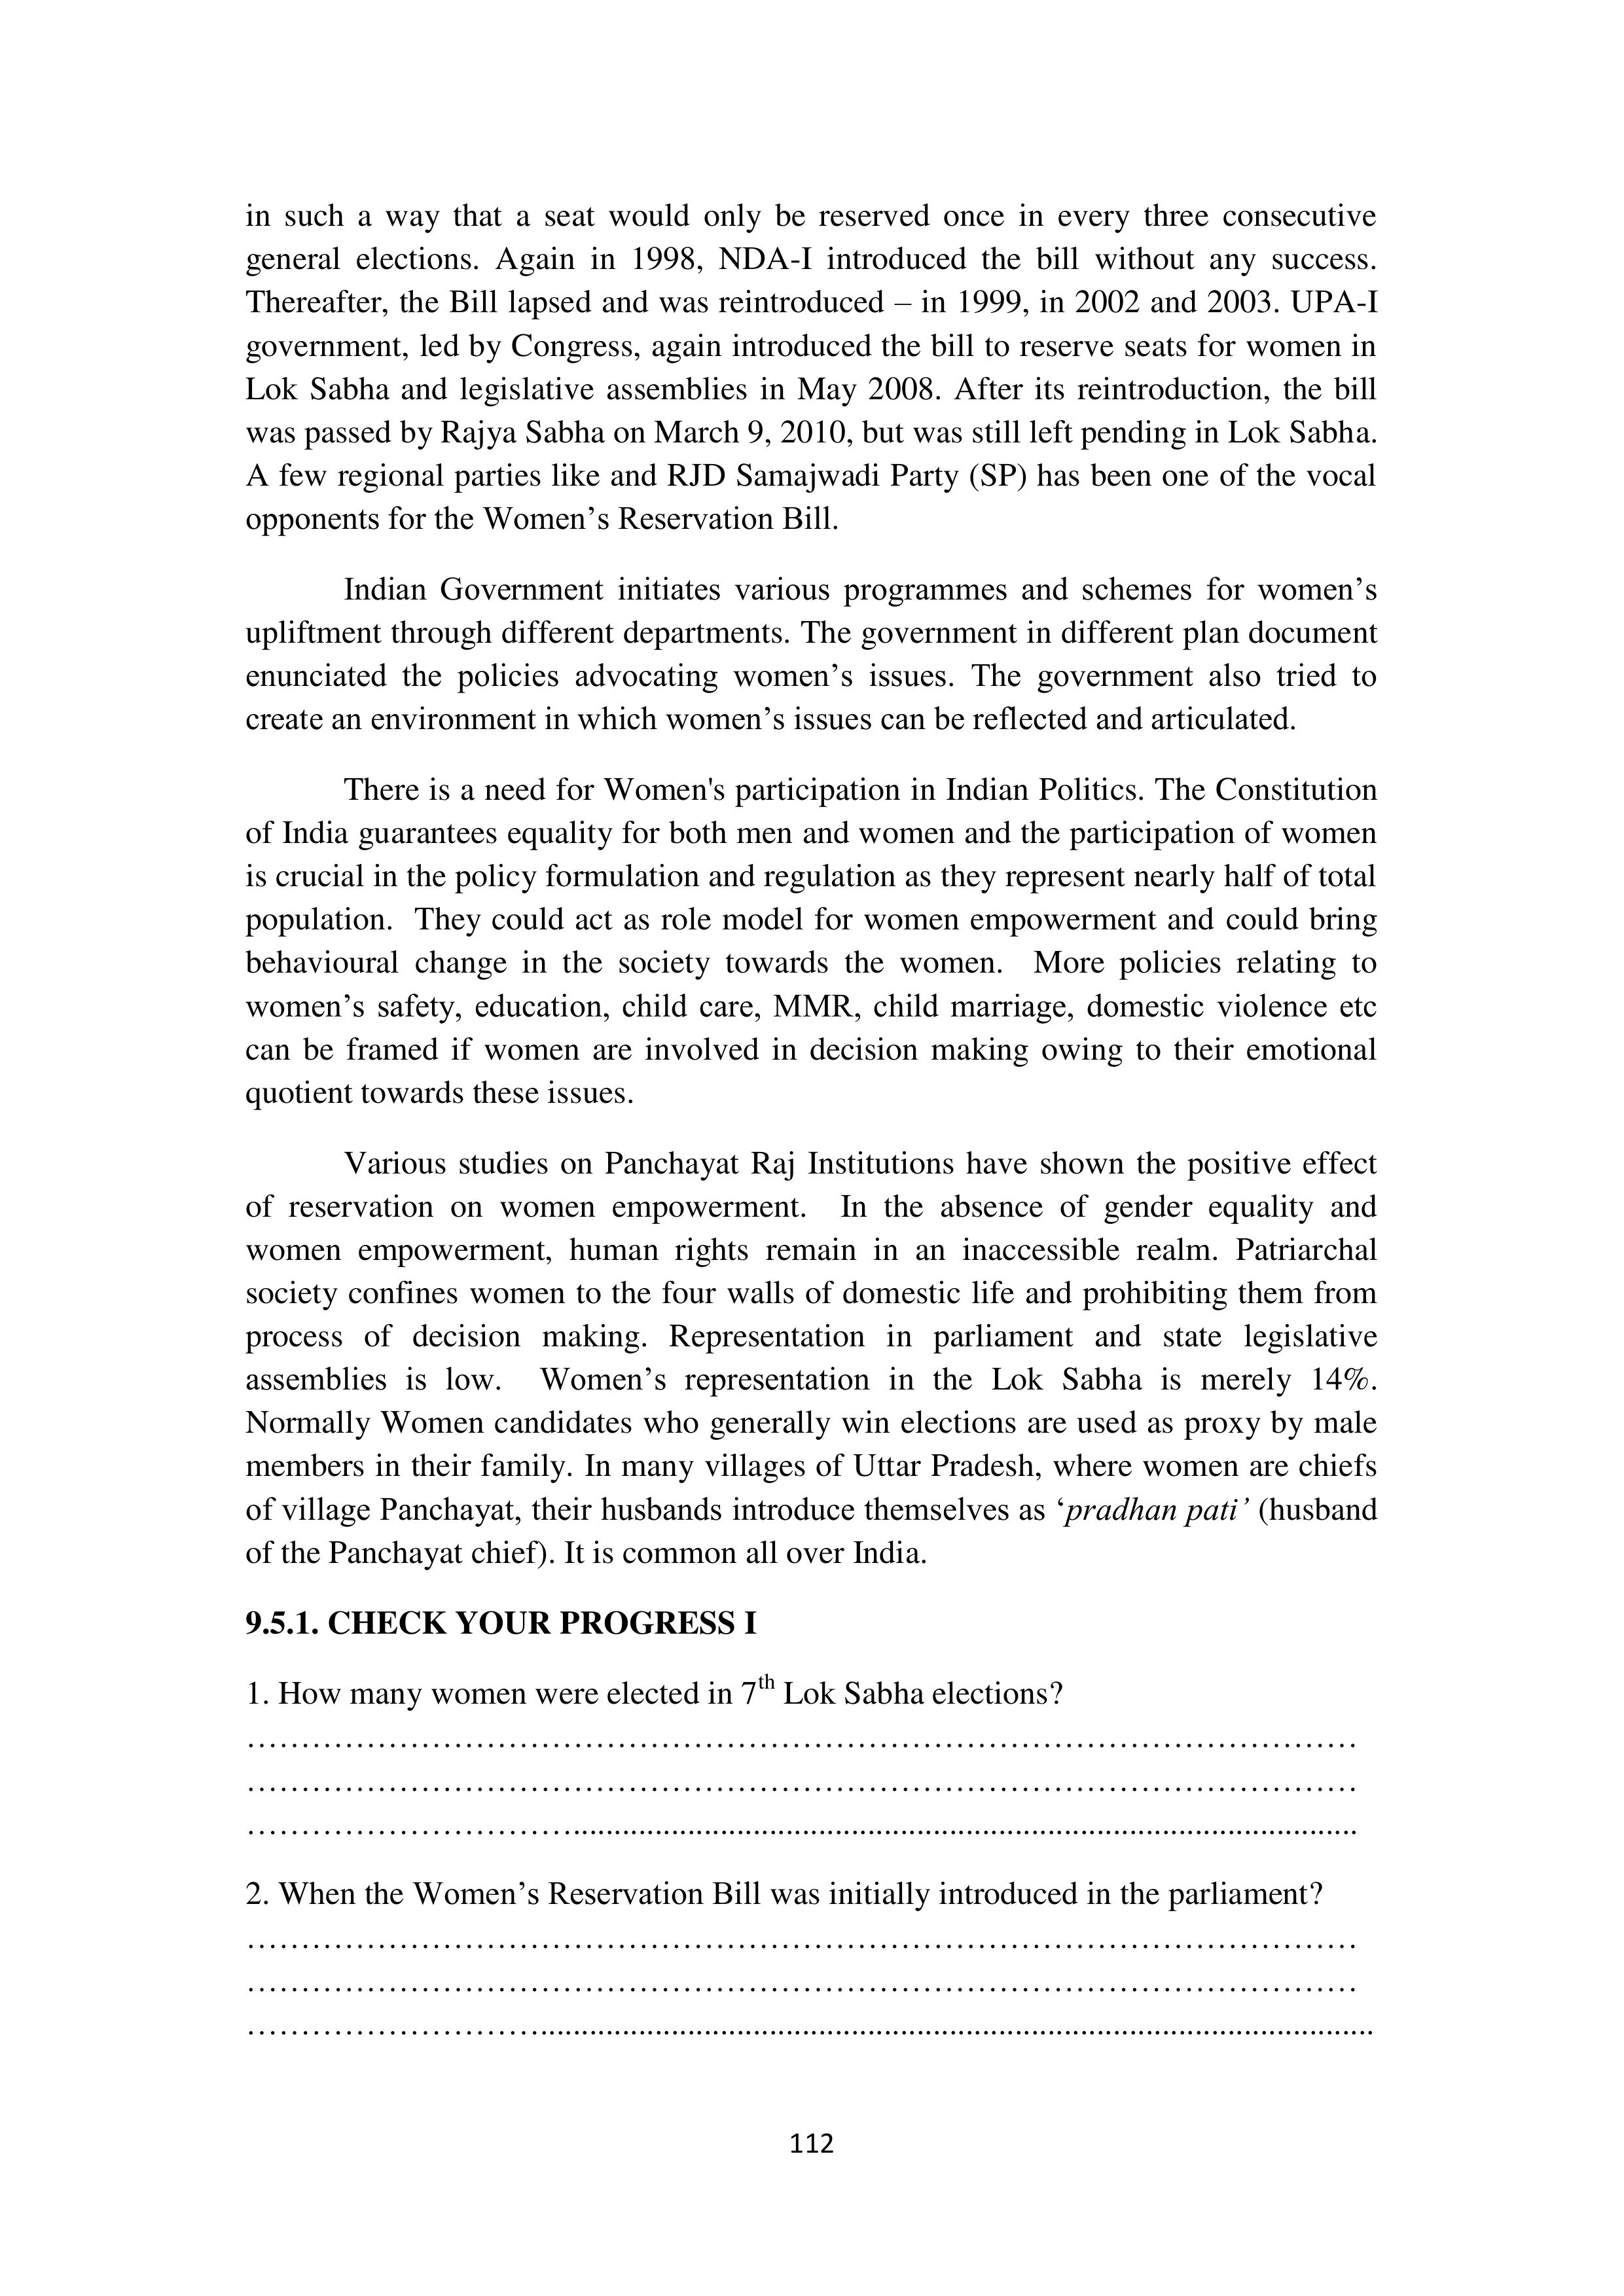 in such a way that a seat would only be reserved once in every three consecutive
general elections. Again in 1998, NDA-I introduced the bill without any success.
Thereafter, the Bill lapsed and was reintroduced – in 1999, in 2002 and 2003. UPA-I
government, led by Congress, again introduced the bill to reserve seats for women in
Lok Sabha and legislative assemblies in May 2008. After its reintroduction, the bill
was passed by Rajya Sabha on March 9, 2010, but was still left pending in Lok Sabha.
A few regional parties like and RJD Samajwadi Party (SP) has been one of the vocal
opponents for the Women’s Reservation Bill.
Indian Government initiates various programmes and schemes for women’s
upliftment through different departments. The government in different plan document
enunciated the policies advocating women’s issues. The government also tried to
create an environment in which women’s issues can be reflected and articulated.
There is a need for Women's participation in Indian Politics. The Constitution
of India guarantees equality for both men and women and the participation of women
is crucial in the policy formulation and regulation as they represent nearly half of total
population.  They could act as role model for women empowerment and could bring
behavioural change in the society towards the women.  More policies relating to
women’s safety, education, child care, MMR, child marriage, domestic violence etc
can be framed if women are involved in decision making owing to their emotional
quotient towards these issues.
Various studies on Panchayat Raj Institutions have shown the positive effect
of reservation on women empowerment.  In the absence of gender equality and
women empowerment, human rights remain in an inaccessible realm. Patriarchal
society confines women to the four walls of domestic life and prohibiting them from
process of decision making. Representation in parliament and state legislative
assemblies is low.  Women’s representation in the Lok Sabha is merely 14%.
Normally Women candidates who generally win elections are used as proxy by male
members in their family. In many villages of Uttar Pradesh, where women are chiefs
of village Panchayat, their husbands introduce themselves as ‘pradhan pati’ (husband
of the Panchayat chief). It is common all over India.
9.5.1. CHECK YOUR PROGRESS I
1. How many women were elected in 7th Lok Sabha elections?
…………………………………………………………………………………………
…………………………………………………………………………………………
…………………………...............................................................................................
2. When the Women’s Reservation Bill was initially introduced in the parliament?
…………………………………………………………………………………………
…………………………………………………………………………………………
………………………....................................................................................................
112